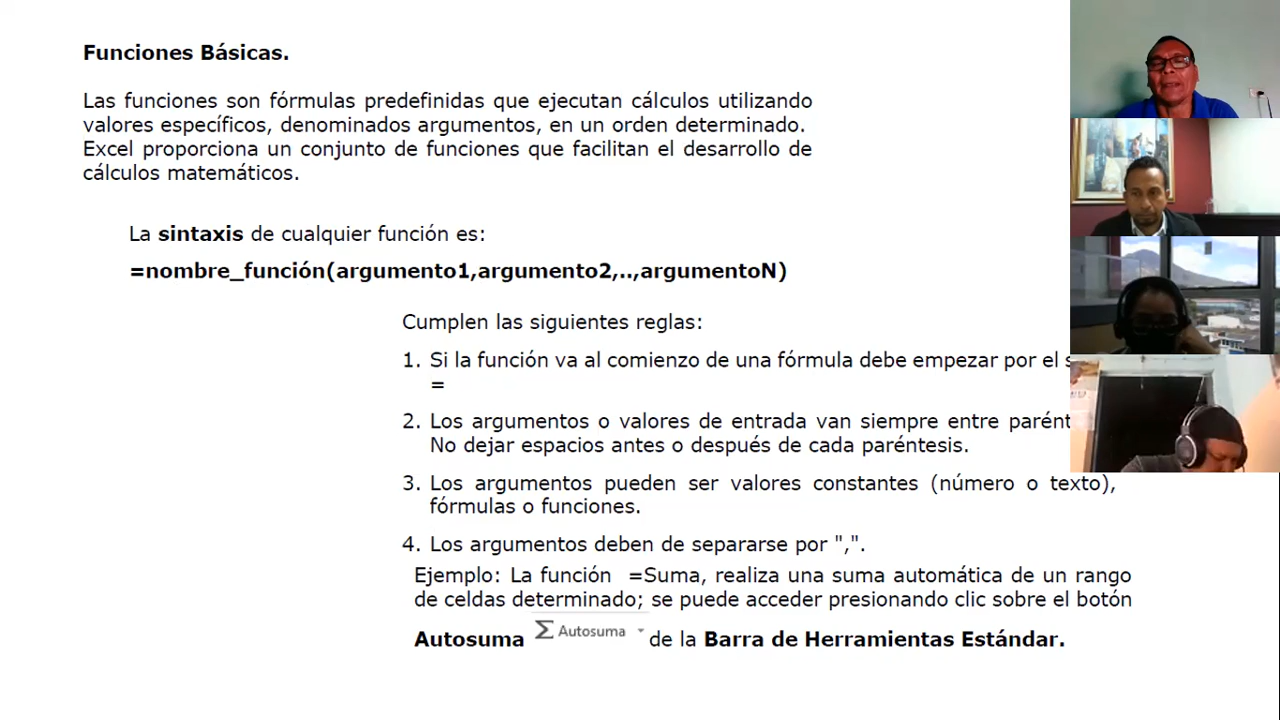 Funciones Básicas.
Las funciones son fórmulas predefinidas que ejecutan cálculos utilizando
valores específicos, denominados argumentos, en un orden determinado.
Excel proporciona un conjunto de funciones que facilitan el desarrollo de
cálculos matemáticos.
La sintaxis de cualquier función es:
=nombre_función(argumento1,argumento2,..,argumentoN)
Cumplen las siguientes reglas:
1. Si la función va al comienzo de una fórmula debe empezar por el
=
2. Los argumentos o valores de entrada van siempre entre
No dejar espacios antes o después de cada paréntesis.
3. Los argumentos pueden ser valores constantes (número o texto),
fórmulas o funciones.
4. Los argumentos deben de separarse por ",".
Ejemplo: La función =Suma, realiza una suma automática de un rango
de celdas determinado; se puede acceder presionando clic sobre el botón
Autosuma Σ Autosuma de la Barra de Herramientas Estándar.